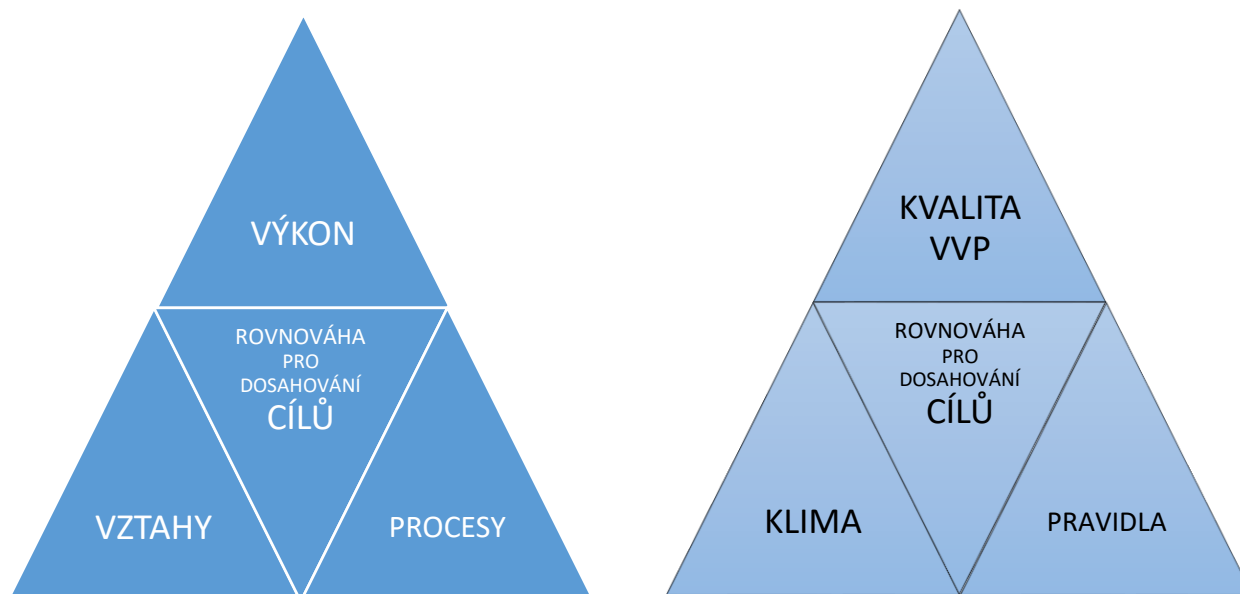 VÝKON
ROVNOVÁHA
PRO
DOSAHOVÁNÍ
CÍLŮ
VZTAHY
PROCESY
KVALITA
VVP
ROVNOVÁHA
PRO
DOSAHOVÁNÍ
CÍLŮ
KLIMA
PRAVIDLA